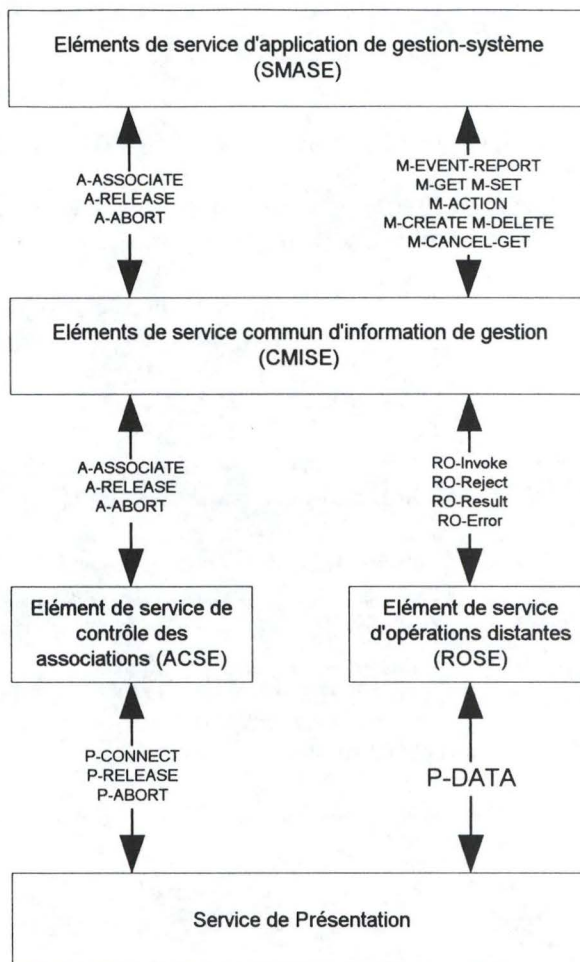 Eléments de service d'application de gestion-système
(SMASE)
A-ASSOCIATE
A-RELEASE
A-ABORT
M-EVENT-REPORT
M-GET M-SET
M-ACTION
M-CREATE M-DELETE
M-CANCEL-GET
Eléments de service commun d'information de gestion
(CMISE)
A-ASSOCIATE
A-RELEASE
A-ABORT
RO-Invoke
RO-Reject
RO-Result
RO-Error
Elément de service de
contrôle des
associations (ACSE)
Elément de service
d'opérations distantes
(ROSE)
P-CONNECT
P-RELEASE
P-ABORT
P-DATA
Service de Présentation